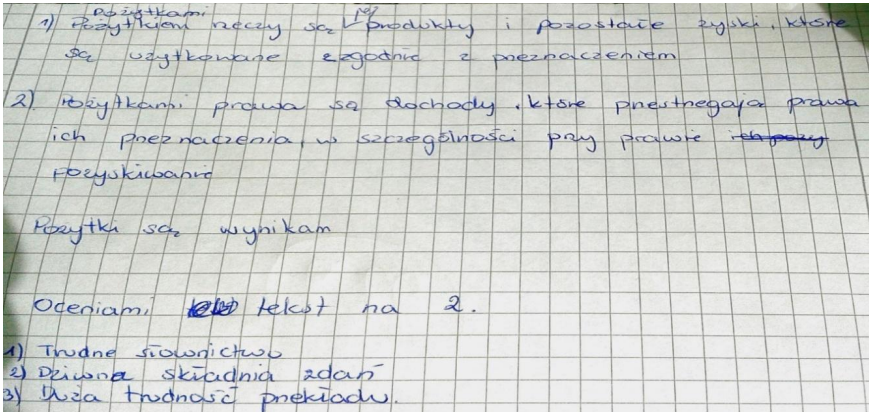 Pożytkami jej
1) Pożytkiem rzeczy są produkty i pozostałe zyski, które
są użytkowane zgodnie z przeznaczeniem
2) Pożytkami prawa są dochody, które przestrzegają prawa
ich przeznaczenia, w szczególności przy prawie
pozyskiwanie
Pożytki są wynikam
Oceniam tekst na 2.
1) Trudne słownictwo
2) Dziwna składnia zdań
3) Duża trudność przekładu.